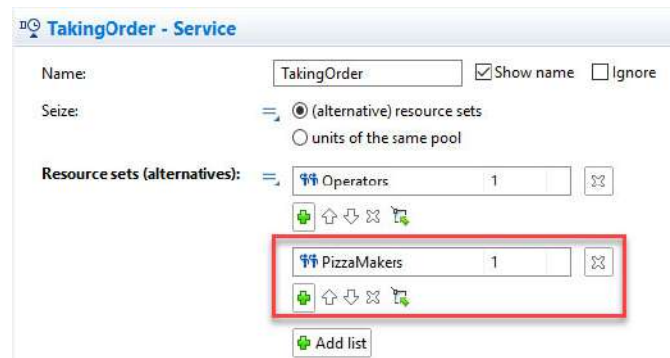 TakingOrder - Service
Name: TakingOrder Show name Ignore
Seize: (alternative) resource sets
units of the same pool
Resource sets (alternatives): Operators 1
PizzaMakers 1
Add list